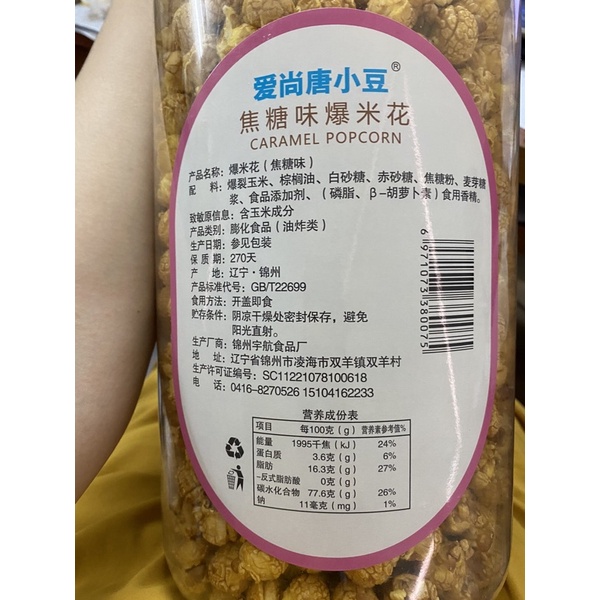 爱尚唐小豆®
焦糖味爆米花
CARAMEL POPCORN
产品名称：爆米花（焦糖味）
配　料：爆裂玉米、棕榈油、白砂糖、赤砂糖、焦糖粉、麦芽糖
浆、食品添加剂、（磷脂、β-胡萝卜素）食用香精。
致敏原信息：含玉米成分
产品类别：膨化食品（油炸类）
生产日期：参见包装
保 质 期：270天
产　　地：辽宁·锦州
产品标准代号：GB/T22699
食用方法：开盖即食
贮存条件：阴凉干燥处密封保存，避免
阳光直射。
生产厂商：锦州宇航食品厂
地　址：辽宁省锦州市凌海市双羊镇双羊村
生产许可证编号：SC11221078100618
电　话：0416-8270526 15104162233
6 971073 380075
营养成份表
项目 每100克（g） 营养素参考值%
能量 1995千焦（kJ） 24%
蛋白质 3.6克（g） 6%
脂肪 16.3克（g） 27%
-反式脂肪酸 0克（g）
碳水化合物 77.6克（g） 26%
钠 11毫克（mg） 1%